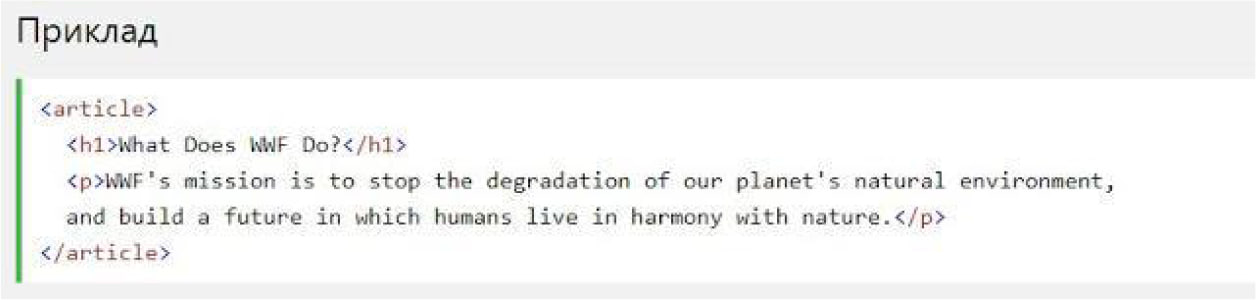 Приклад
<article>
<h1>What Does WWF Do?</h1>
<p>WWF's mission is to stop the degradation of our planet's natural environment,
and build a future in which humans live in harmony with nature.</p>
</article>